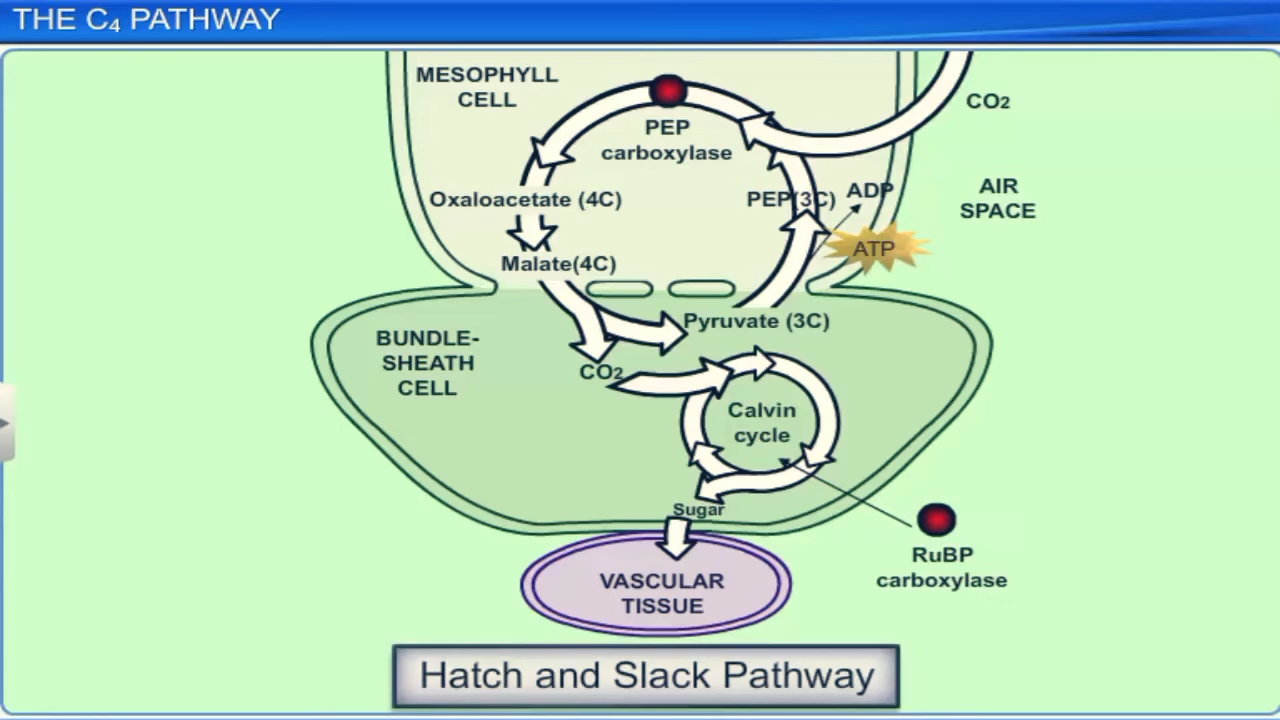 THE C₄ PATHWAY
MESOPHYLL
CELL
CO₂
PEP
carboxylase
Oxaloacetate (4C)
PEP(3C)
ADP
AIR
SPACE
ATP
Malate(4C)
Pyruvate (3C)
BUNDLE-
SHEATH
CELL
CO₂
Calvin
cycle
Sugar
RuBP
carboxylase
VASCULAR
TISSUE
Hatch and Slack Pathway